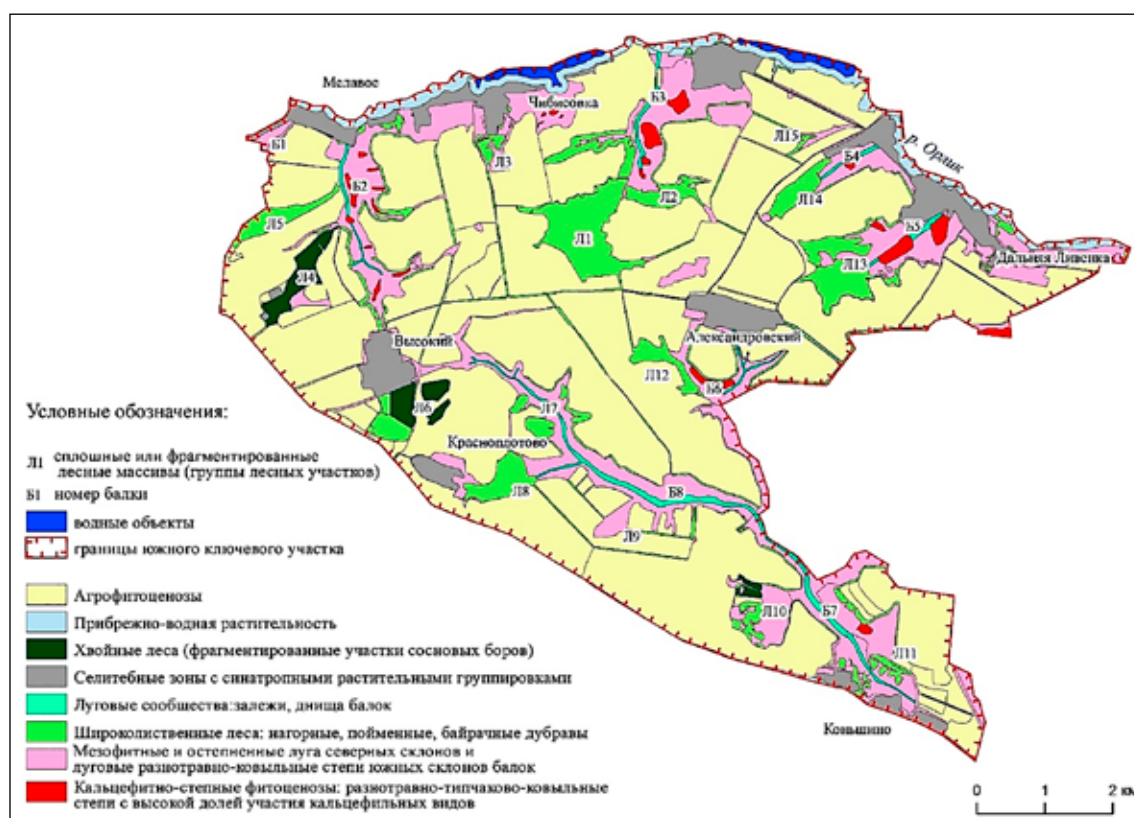 Мелавое
Чибисовка
Б3
Б1
Л3
Л15
Б4
р. Орлик
Б2
Л2
Л14
Л5
Л1
Б5
Л4
Л13
Дальняя Ливенка
Высокий
Александровский
Л12
Б6
Л6
Л7
Красноплотово
Л8
Б8
Л9
Л10
Б7
Л11
Коньшино
Условные обозначения:
Л1 сплошные или фрагментированные
лесные массивы (группы лесных участков)
Б1 номер балки
водные объекты
границы южного ключевого участка
Агрофитоценозы
Прибрежно-водная растительность
Хвойные леса (фрагментированные участки сосновых боров)
Селитебные зоны с синатропными растительными группировками
Луговые сообщества:залежи, днища балок
Широколиственные леса: нагорные, пойменные, байрачные дубравы
Мезофитные и остепненные луга северных склонов и
луговые разнотравно-ковыльные степи южных склонов балок
Кальцефитно-степные фитоценозы: разнотравно-типчаково-ковыльные
степи с высокой долей участия кальцефильных видов
0 1 2 км